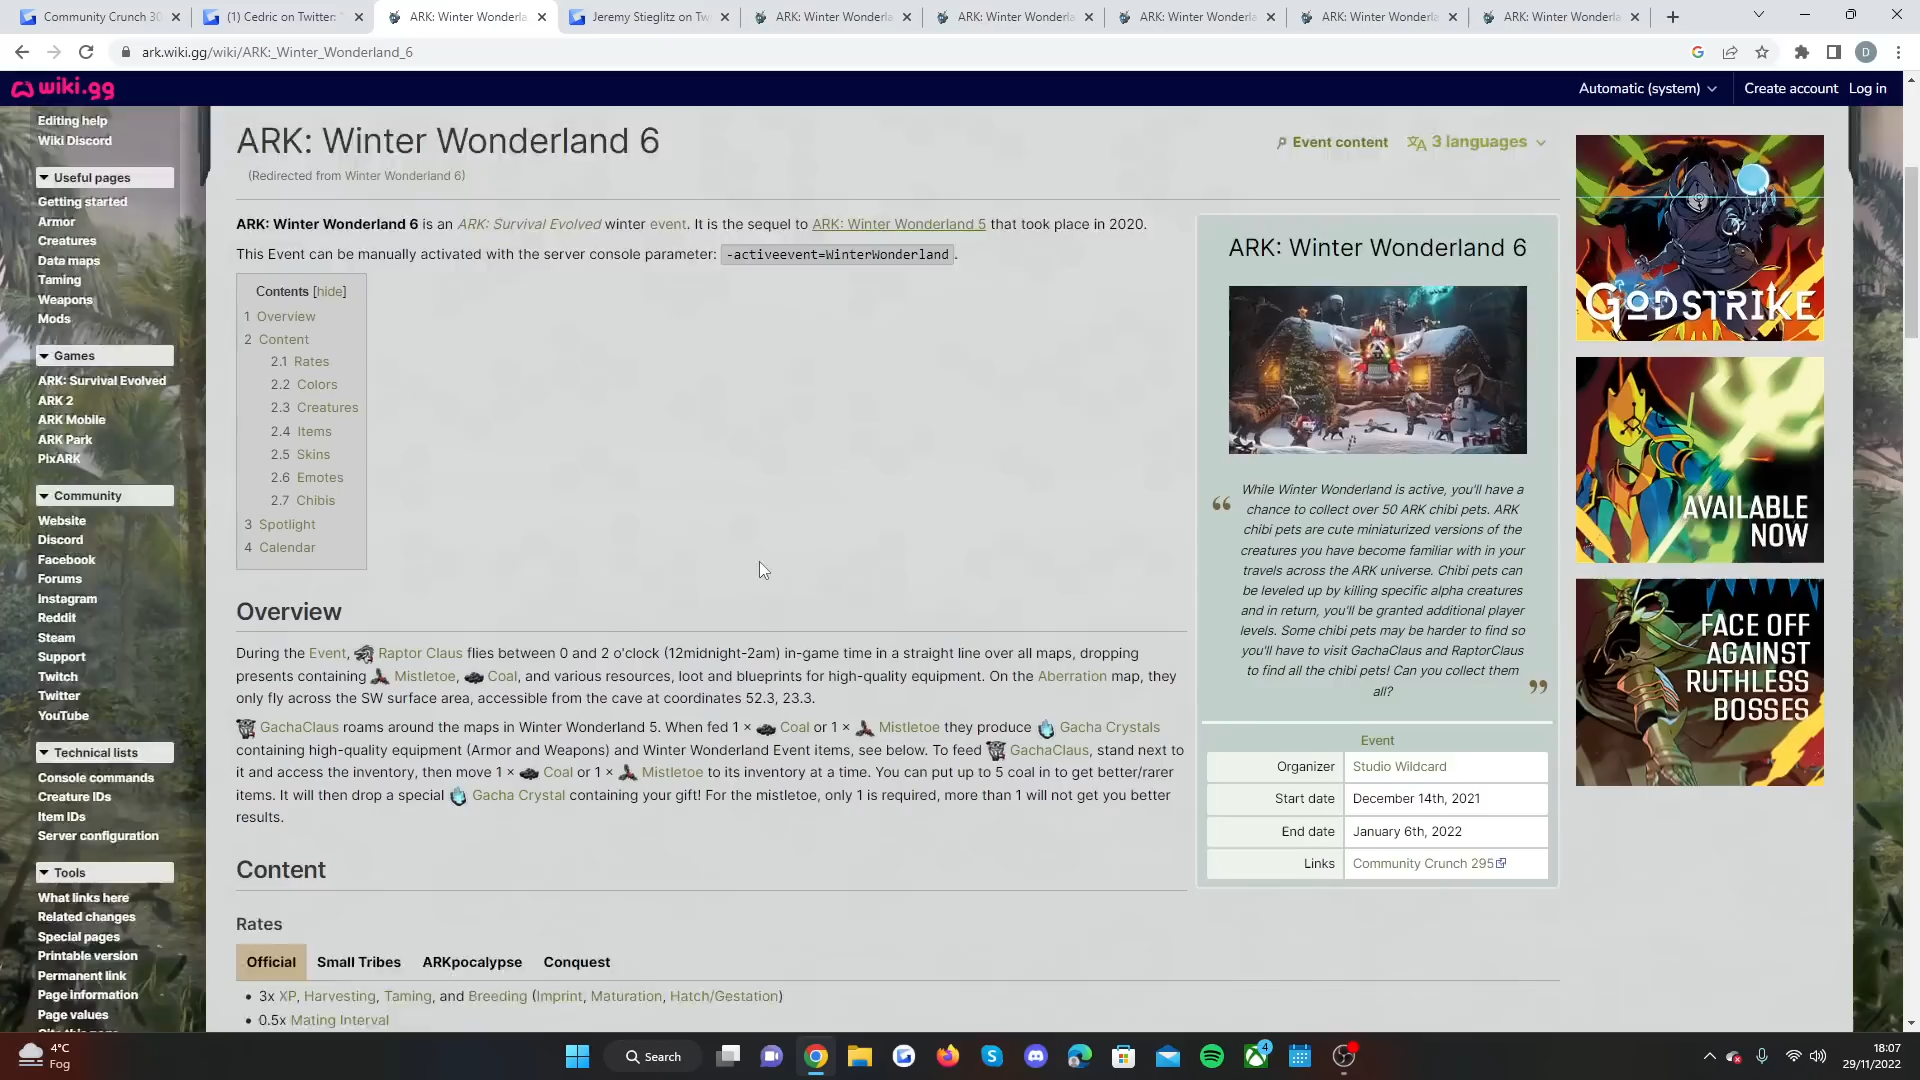 Community Crunch 30
(1) Cedric on Twitter: "
ARK: Winter Wonderla
Jeremy Stieglitz on Tw
ARK: Winter Wonderla
ARK: Winter Wonderla
ARK: Winter Wonderla
ARK: Winter Wonderla
ARK: Winter Wonderla
ark.wiki.gg/wiki/ARK:_Winter_Wonderland_6
D
wiki.gg
Automatic (system)
Create account
Log in
Editing help
Wiki Discord
Useful pages
Getting started
Armor
Creatures
Data maps
Taming
Weapons
Mods
Games
ARK: Survival Evolved
ARK 2
ARK Mobile
ARK Park
PixARK
Community
Website
Discord
Facebook
Forums
Instagram
Reddit
Steam
Support
Twitch
Twitter
YouTube
Technical lists
Console commands
Creature IDs
Item IDs
Server configuration
Tools
What links here
Related changes
Special pages
Printable version
Permanent link
Page information
Page values
Cite this page
ARK: Winter Wonderland 6
Event content
3 languages
(Redirected from Winter Wonderland 6)
ARK: Winter Wonderland 6 is an ARK: Survival Evolved winter event. It is the sequel to ARK: Winter Wonderland 5 that took place in 2020.
This Event can be manually activated with the server console parameter: -activeevent=WinterWonderland.
Contents [hide]
1 Overview
2 Content
2.1 Rates
2.2 Colors
2.3 Creatures
2.4 Items
2.5 Skins
2.6 Emotes
2.7 Chibis
3 Spotlight
4 Calendar
Overview
During the Event, Raptor Claus flies between 0 and 2 o'clock (12midnight-2am) in-game time in a straight line over all maps, dropping
presents containing Mistletoe, Coal, and various resources, loot and blueprints for high-quality equipment. On the Aberration map, they
only fly across the SW surface area, accessible from the cave at coordinates 52.3, 23.3.
GachaClaus roams around the maps in Winter Wonderland 5. When fed 1 × Coal or 1 × Mistletoe they produce Gacha Crystals
containing high-quality equipment (Armor and Weapons) and Winter Wonderland Event items, see below. To feed GachaClaus, stand next to
it and access the inventory, then move 1 × Coal or 1 × Mistletoe to its inventory at a time. You can put up to 5 coal in to get better/rarer
items. It will then drop a special Gacha Crystal containing your gift! For the mistletoe, only 1 is required, more than 1 will not get you better
results.
Content
Rates
Official
Small Tribes
ARKpocalypse
Conquest
• 3x XP, Harvesting, Taming, and Breeding (Imprint, Maturation, Hatch/Gestation)
• 0.5x Mating Interval
ARK: Winter Wonderland 6
“ While Winter Wonderland is active, you'll have a
chance to collect over 50 ARK chibi pets. ARK
chibi pets are cute miniaturized versions of the
creatures you have become familiar with in your
travels across the ARK universe. Chibi pets can
be leveled up by killing specific alpha creatures
and in return, you'll be granted additional player
levels. Some chibi pets may be harder to find so
you'll have to visit GachaClaus and RaptorClaus
to find all the chibi pets! Can you collect them
all? ”
Event
Organizer Studio Wildcard
Start date December 14th, 2021
End date January 6th, 2022
Links Community Crunch 295
GODSTRIKE
AVAILABLE
NOW
FACE OFF
AGAINST
RUTHLESS
BOSSES
4°C
Fog
Search
4
18:07
29/11/2022